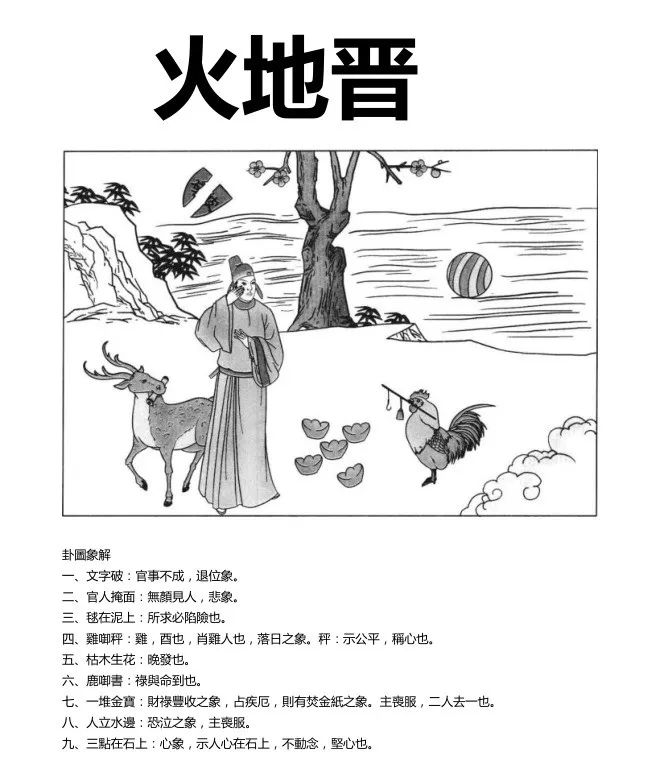 火地晋
卦圖象解
一、文字破：官事不成，退位象。
二、官人掩面：無顏見人，悲象。
三、毬在泥上：所求必陷險也。
四、雞啣秤：雞，酉也，肖雞人也，落日之象。秤：示公平，稱心也。
五、枯木生花：晚發也。
六、鹿啣書：祿與命到也。
七、一堆金寶：財祿豐收之象，占疾厄，則有焚金紙之象。主喪服，二人去一也。
八、人立水邊：恐泣之象，主喪服。
九、三點在石上：心象，示人心在石上，不動念，堅心也。